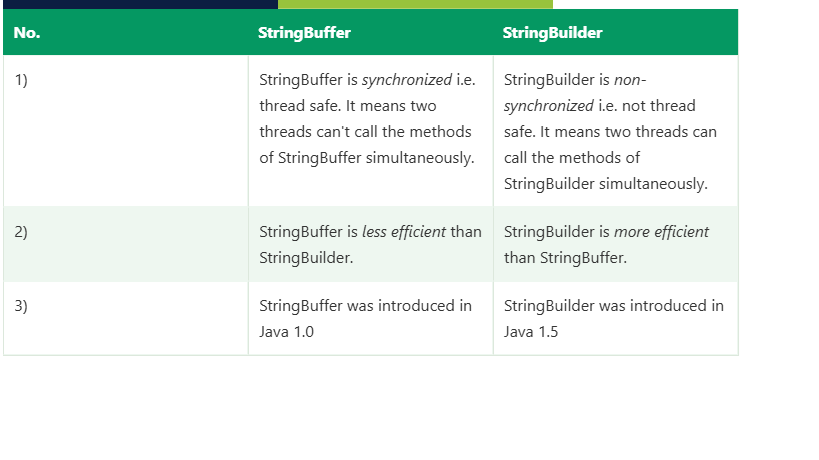 No. StringBuffer StringBuilder
1) StringBuffer is synchronized i.e. StringBuilder is non-
thread safe. It means two synchronized i.e. not thread
threads can't call the methods safe. It means two threads can
of StringBuffer simultaneously. call the methods of
StringBuilder simultaneously.
2) StringBuffer is less efficient than StringBuilder is more efficient
StringBuilder. than StringBuffer.
3) StringBuffer was introduced in StringBuilder was introduced in
Java 1.0 Java 1.5